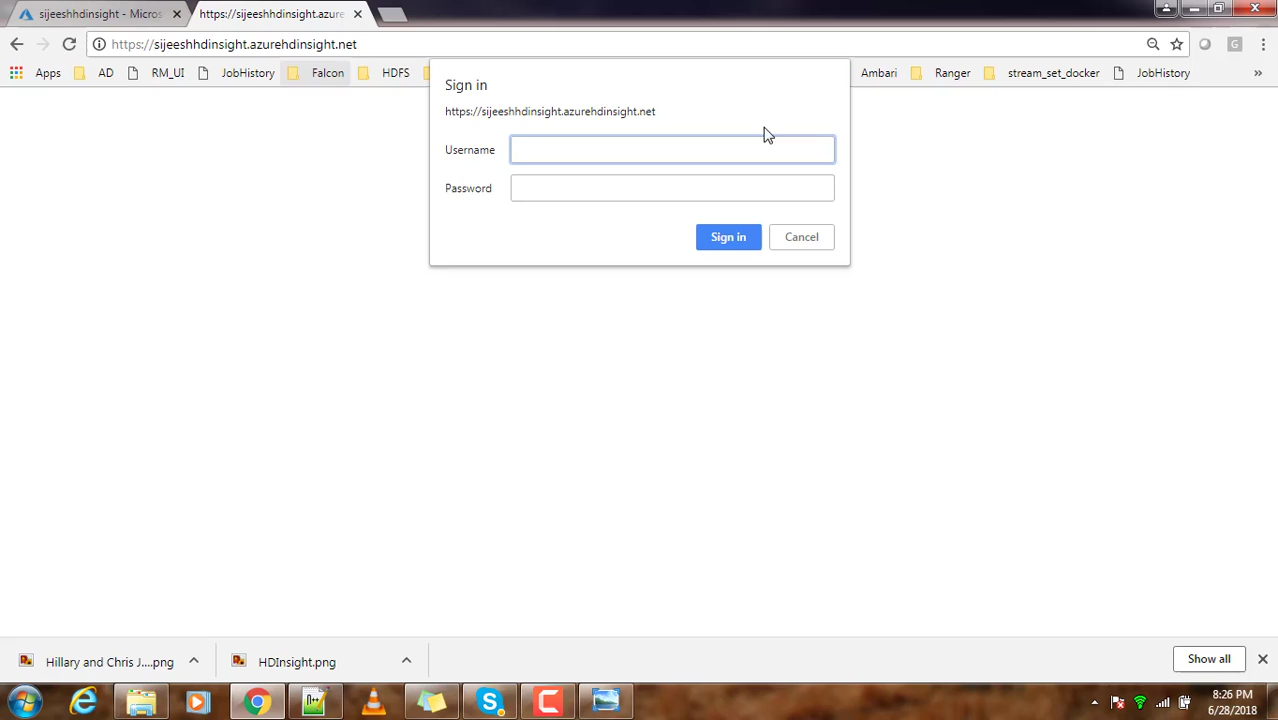 sijeeshhdinsight - Micros
https://sijeeshhdinsight.azure
https://sijeeshhdinsight.azurehdinsight.net
Apps
AD
RM_UI
JobHistory
Falcon
HDFS
Ambari
Ranger
stream_set_docker
JobHistory
»
Sign in
https://sijeeshhdinsight.azurehdinsight.net
Username
Password
Sign in
Cancel
Hillary and Chris J....png
HDInsight.png
Show all
8:26 PM
6/28/2018